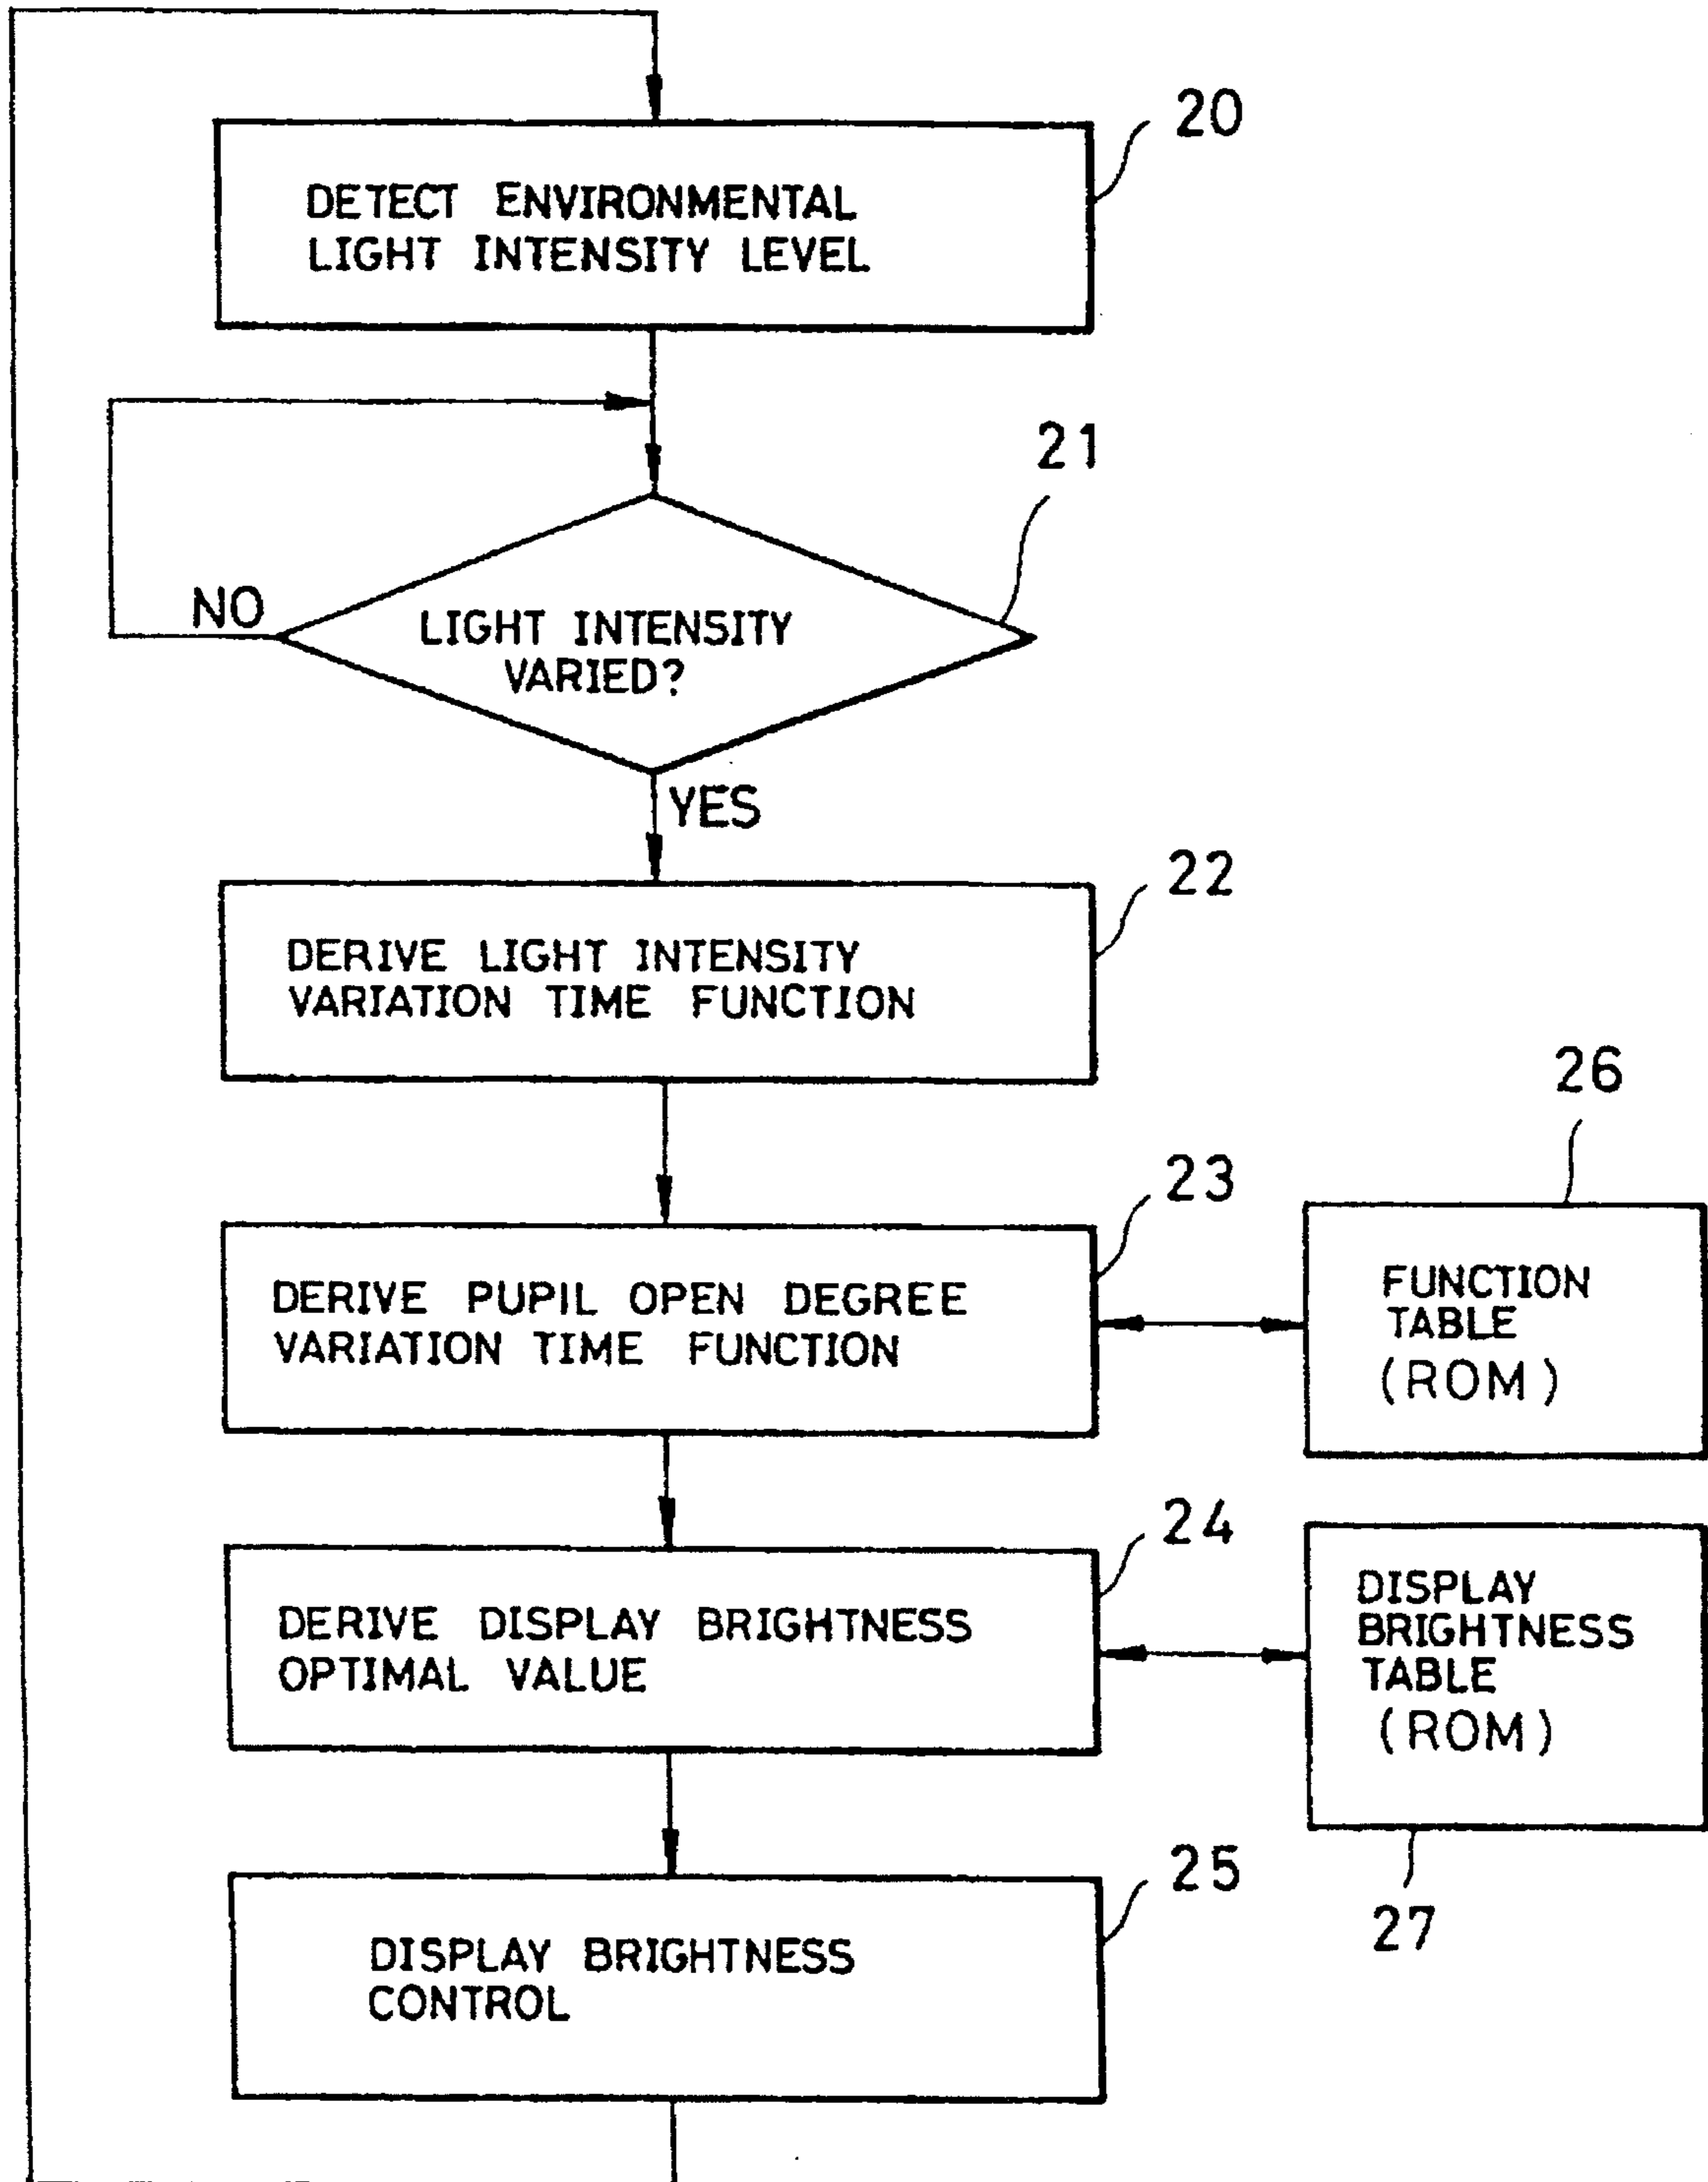 20
DETECT ENVIRONMENTAL
LIGHT INTENSITY LEVEL
21
NO
LIGHT INTENSITY
VARIED?
YES
22
DERIVE LIGHT INTENSITY
VARIATION TIME FUNCTION
23
DERIVE PUPIL OPEN DEGREE
VARIATION TIME FUNCTION
26
FUNCTION
TABLE
(ROM)
24
DERIVE DISPLAY BRIGHTNESS
OPTIMAL VALUE
DISPLAY
BRIGHTNESS
TABLE
(ROM)
27
25
DISPLAY BRIGHTNESS
CONTROL